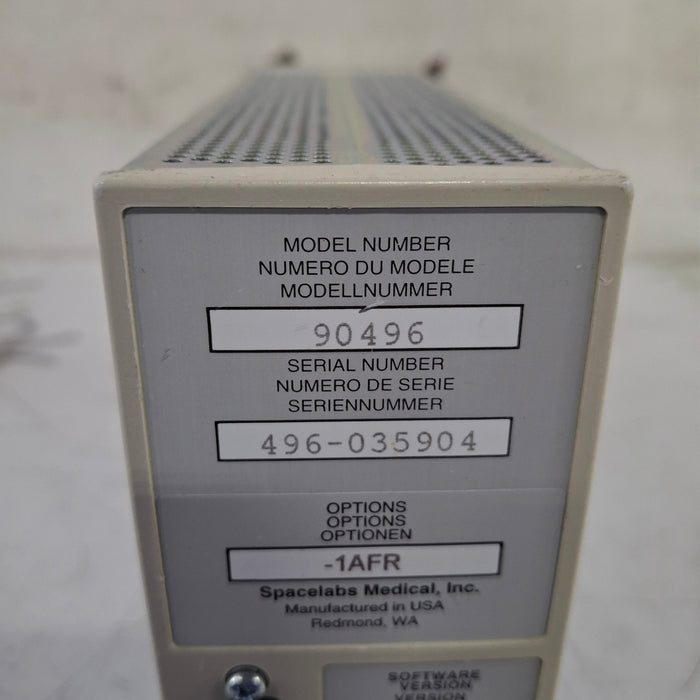 MODEL NUMBER
NUMERO DU MODELE
MODELLNUMMER
90496
SERIAL NUMBER
NUMERO DE SERIE
SERIENNUMMER
496-035904
OPTIONS
OPTIONS
OPTIONEN
-1AFR
Spacelabs Medical, Inc.
Manufactured in USA
Redmond, WA
SOFTWARE
VERSION
VERSION